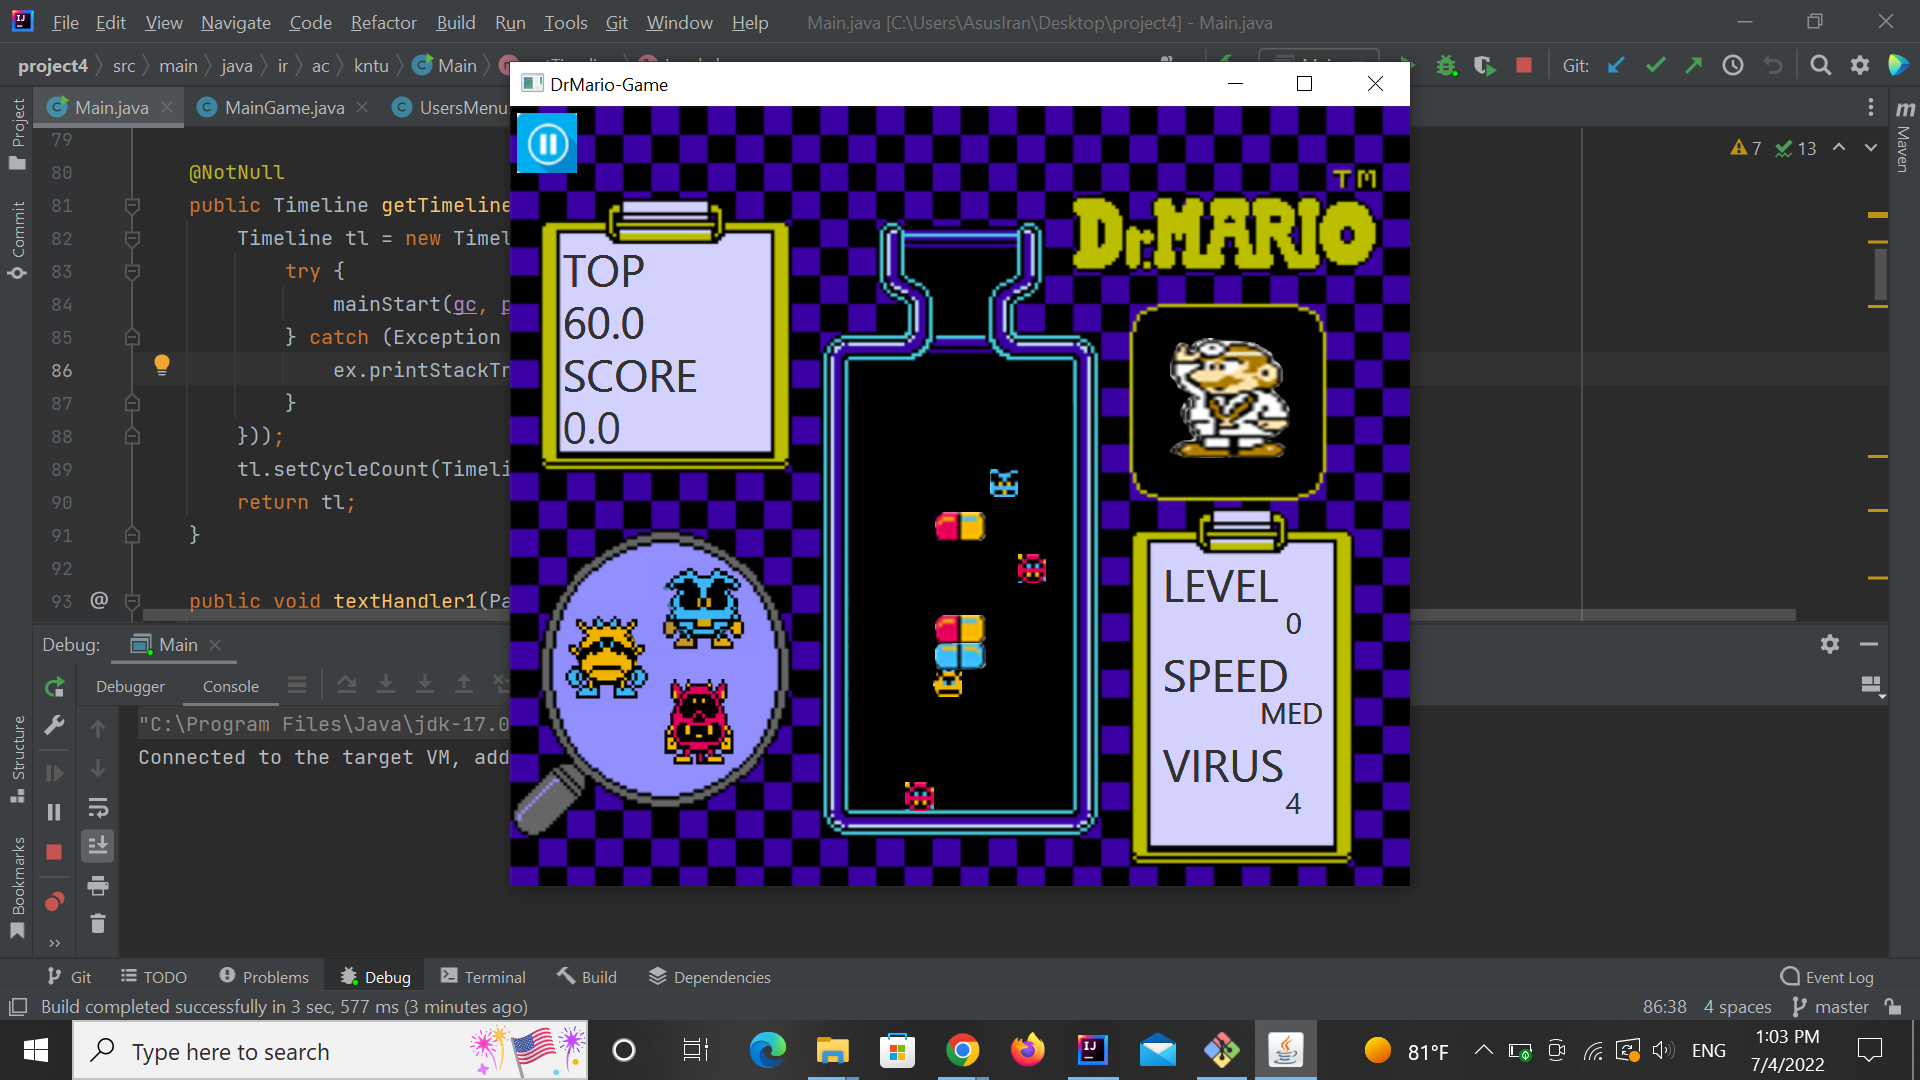 File Edit View Navigate Code Refactor Build Run Tools Git Window Help Main.java [C:\Users\AsusIran\Desktop\project4] - Main.java
project4 src main java ir ac kntu Main
Git:
DrMario-Game
Main.java MainGame.java UsersMenu
Project
Commit
Structure
Bookmarks
Maven
7 13
79
80 @NotNull
81 public Timeline getTimeline
82 Timeline tl = new Timel
83 try {
84 mainStart(gc, p
85 } catch (Exception
86 ex.printStackTr
87 }
88 }));
89 tl.setCycleCount(Timeli
90 return tl;
91 }
92
93 @ public void textHandler1(Pa
TM
Dr.MARIO
TOP
60.0
SCORE
0.0
LEVEL
0
SPEED
MED
VIRUS
4
Debug: Main
Debugger Console
"C:\Program Files\Java\jdk-17.0
Connected to the target VM, add
Git TODO Problems Debug Terminal Build Dependencies Event Log
Build completed successfully in 3 sec, 577 ms (3 minutes ago) 86:38 4 spaces master
Type here to search 81°F ENG 1:03 PM
7/4/2022